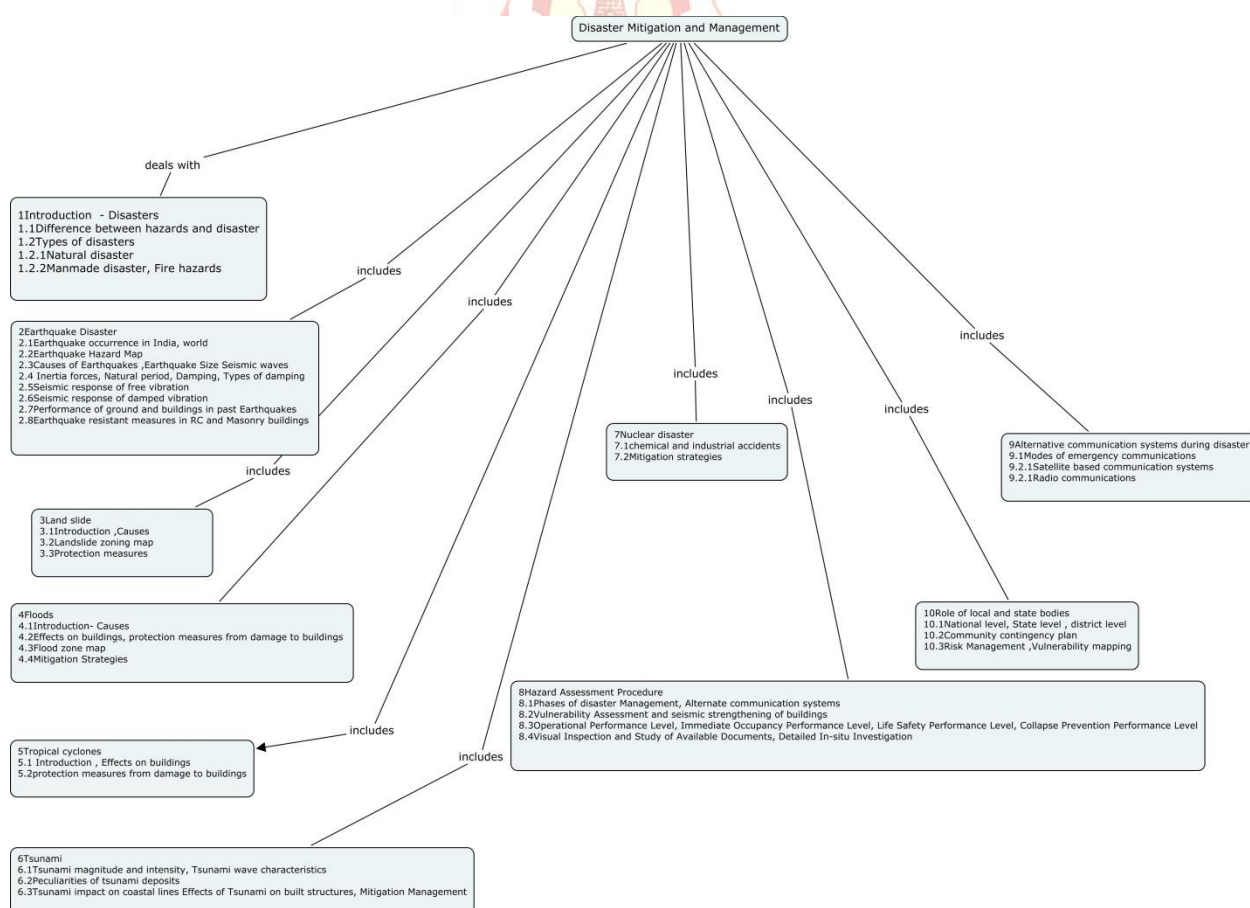 Disaster Mitigation and Management
deals with
1Introduction  - Disasters
1.1Difference between hazards and disaster
1.2Types of disasters
1.2.1Natural disaster
1.2.2Manmade disaster, Fire hazards
includes
2Earthquake Disaster
2.1Earthquake occurrence in India, world
2.2Earthquake Hazard Map
2.3Causes of Earthquakes ,Earthquake Size Seismic waves
2.4 Inertia forces, Natural period, Damping, Types of damping
2.5Seismic response of free vibration
2.6Seismic response of damped vibration
2.7Performance of ground and buildings in past Earthquakes
2.8Earthquake resistant measures in RC and Masonry buildings
includes
3Land slide
3.1Introduction ,Causes
3.2Landslide zoning map
3.3Protection measures
includes
4Floods
4.1Introduction- Causes
4.2Effects on buildings, protection measures from damage to buildings
4.3Flood zone map
4.4Mitigation Strategies
includes
5Tropical cyclones
5.1 Introduction , Effects on buildings
5.2protection measures from damage to buildings
includes
6Tsunami
6.1Tsunami magnitude and intensity, Tsunami wave characteristics
6.2Peculiarities of tsunami deposits
6.3Tsunami impact on coastal lines Effects of Tsunami on built structures, Mitigation Management
includes
7Nuclear disaster
7.1chemical and industrial accidents
7.2Mitigation strategies
includes
8Hazard Assessment Procedure
8.1Phases of disaster Management, Alternate communication systems
8.2Vulnerability Assessment and seismic strengthening of buildings
8.3Operational Performance Level, Immediate Occupancy Performance Level, Life Safety Performance Level, Collapse Prevention Performance Level
8.4Visual Inspection and Study of Available Documents, Detailed In-situ Investigation
includes
9Alternative communication systems during disaster
9.1Modes of emergency communications
9.2.1Satellite based communication systems
9.2.1Radio communications
includes
10Role of local and state bodies
10.1National level, State level , district level
10.2Community contingency plan
10.3Risk Management ,Vulnerability mapping